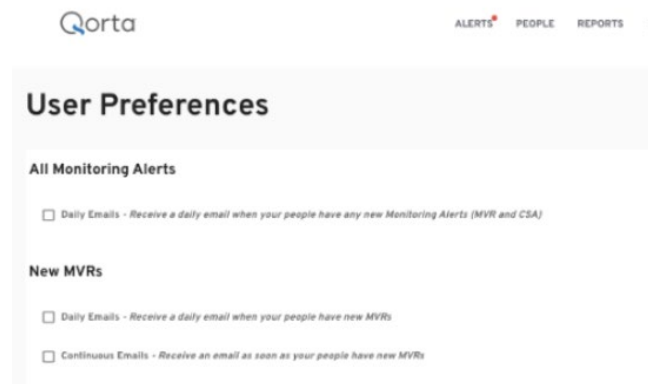 Qorta
ALERTS PEOPLE REPORTS
User Preferences
All Monitoring Alerts
Daily Emails - Receive a daily email when your people have any new Monitoring Alerts (MVR and CSA)
New MVRs
Daily Emails - Receive a daily email when your people have new MVRs
Continuous Emails - Receive an email as soon as your people have new MVRs